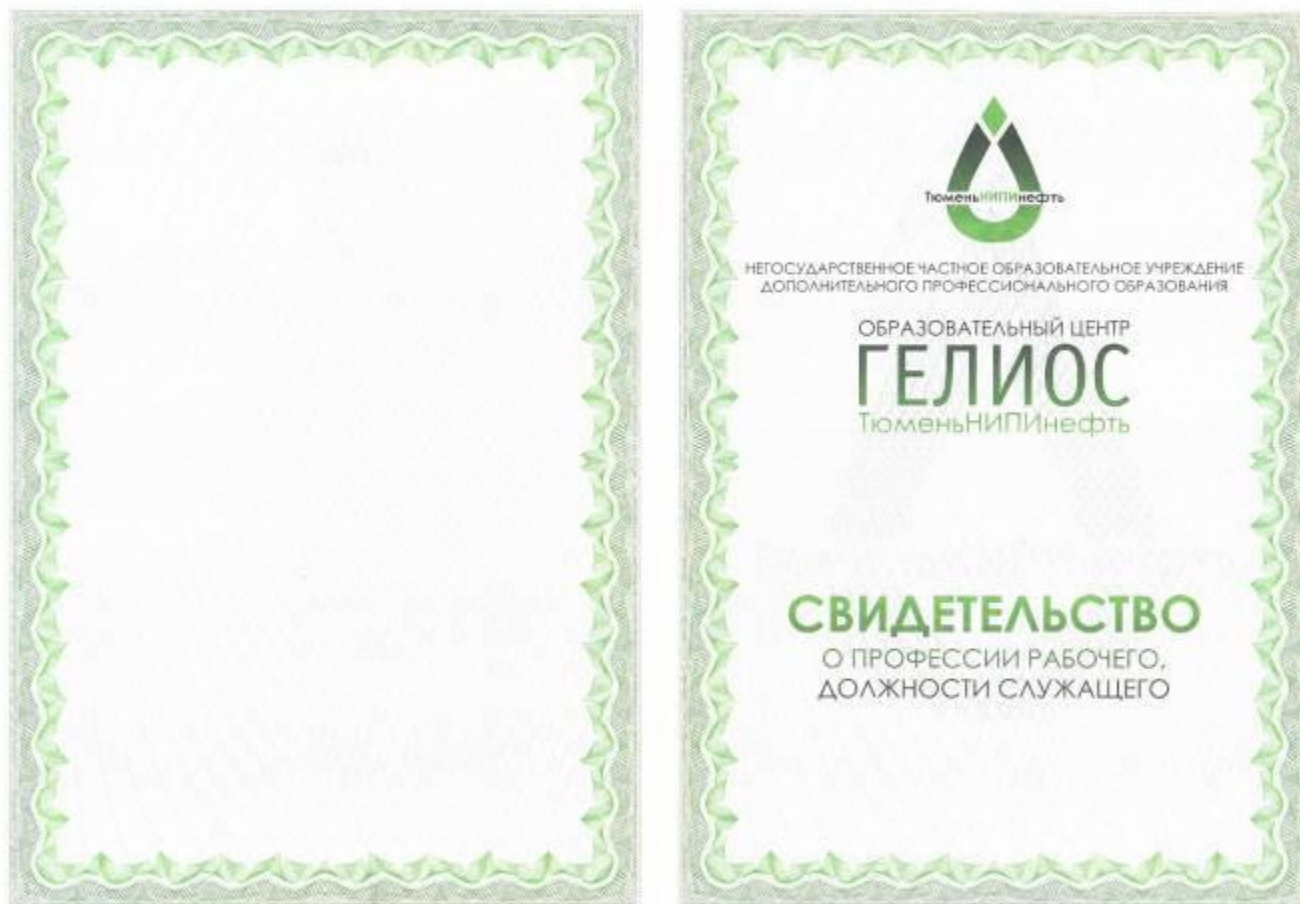 ТюменьНИПИнефть
НЕГОСУДАРСТВЕННОЕ ЧАСТНОЕ ОБРАЗОВАТЕЛЬНОЕ УЧРЕЖДЕНИЕ
ДОПОЛНИТЕЛЬНОГО ПРОФЕССИОНАЛЬНОГО ОБРАЗОВАНИЯ
ОБРАЗОВАТЕЛЬНЫЙ ЦЕНТР
ГЕЛИОС
ТюменьНИПИнефть
СВИДЕТЕЛЬСТВО
О ПРОФЕССИИ РАБОЧЕГО,
ДОЛЖНОСТИ СЛУЖАЩЕГО